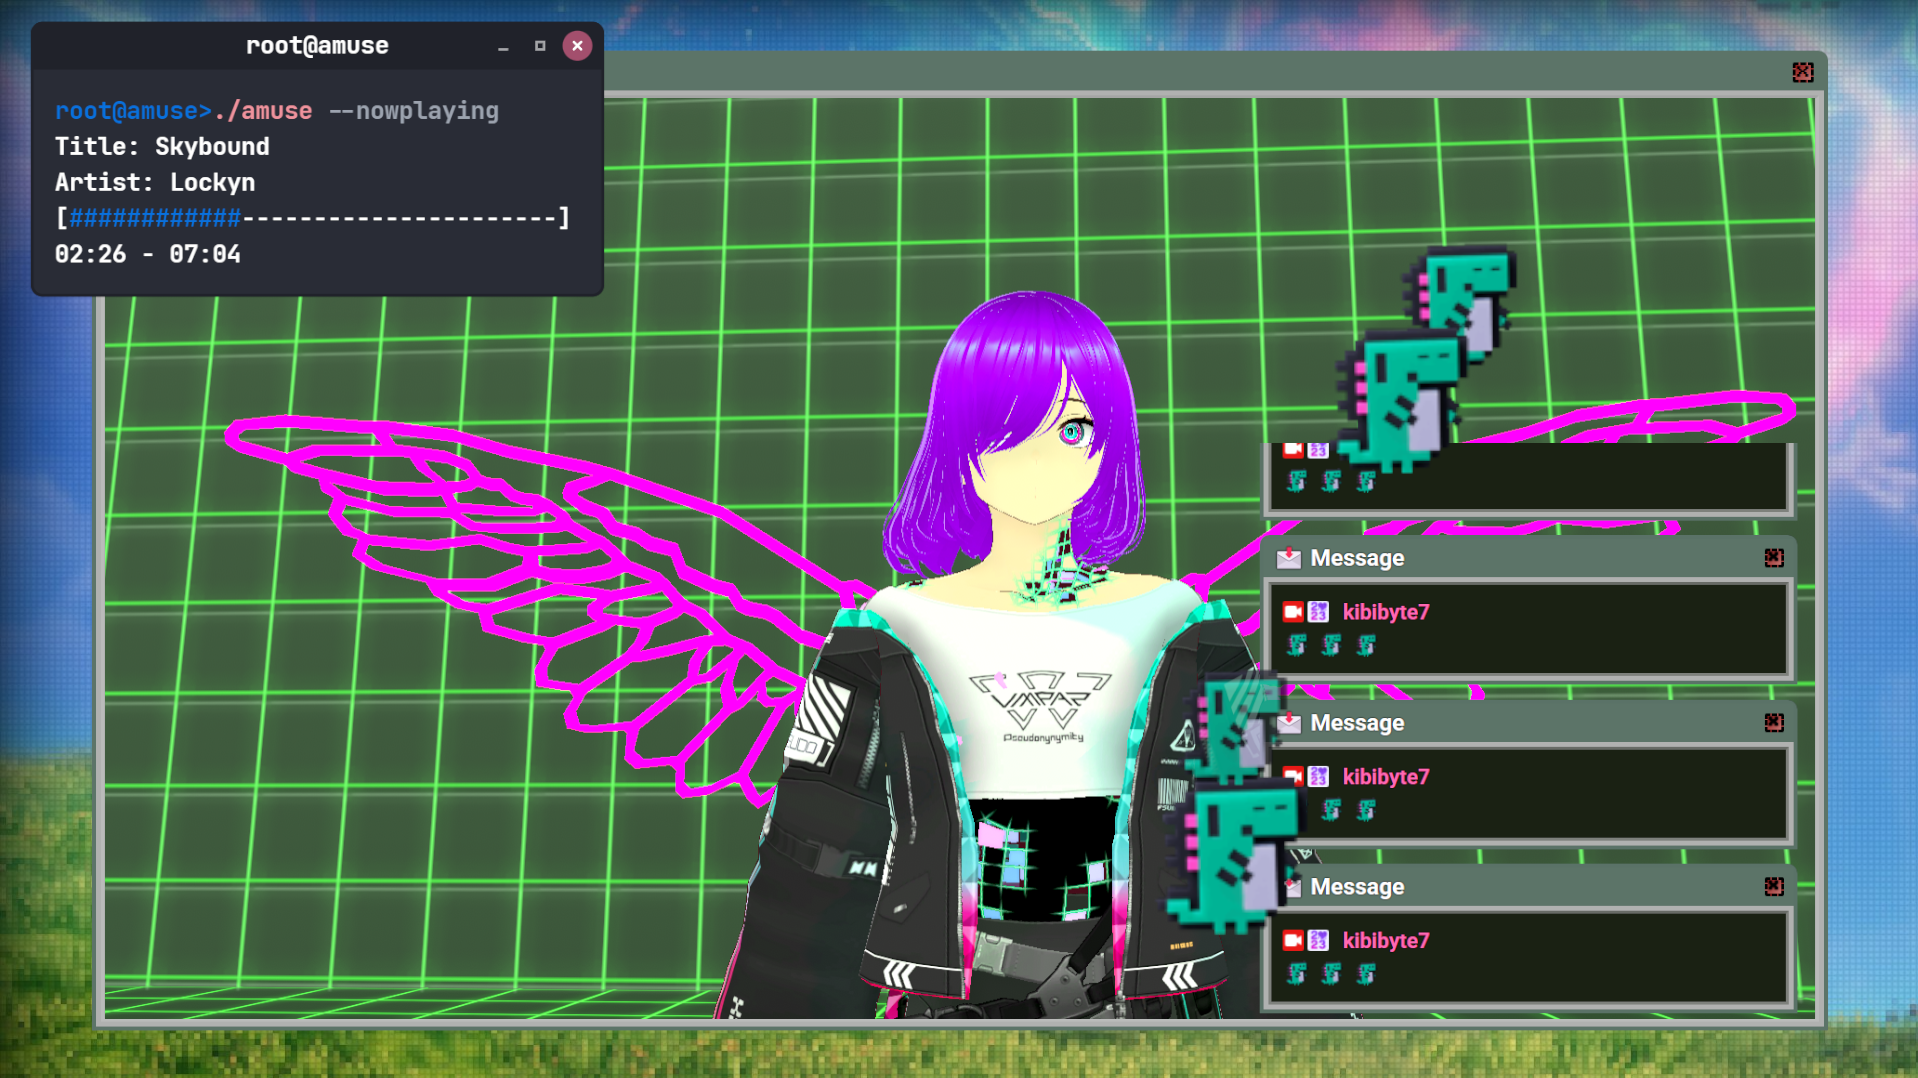 root@amuse
root@amuse>./amuse --nowplaying
Title: Skybound
Artist: Lockyn
[############----------------------]
02:26 - 07:04
Message
kibibyte7
Message
kibibyte7
Message
kibibyte7
Pseudonynymity